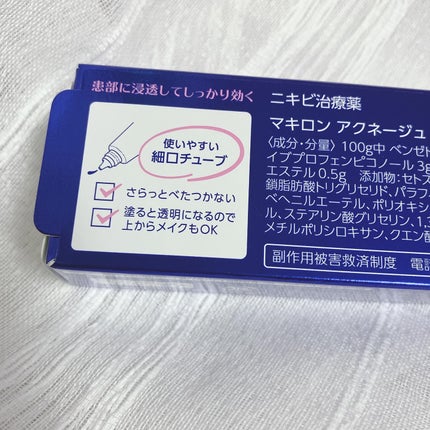 患部に浸透してしっかり効く
使いやすい
細口チューブ
さらっとべたつかない
塗ると透明になるので
上からメイクもOK
ニキビ治療薬
マキロン アクネージュ
〈成分・分量〉 100g中 ベンゼト
イブプロフェンピコノール 3g
エステル 0.5g 添加物:セトス
鎖脂肪酸トリグリセリド、パラフ
ベヘニルエーテル、ポリオキシ
ル、ステアリン酸グリセリン、1.3
メチルポリシロキサン、クエン酸
副作用被害救済制度 電話